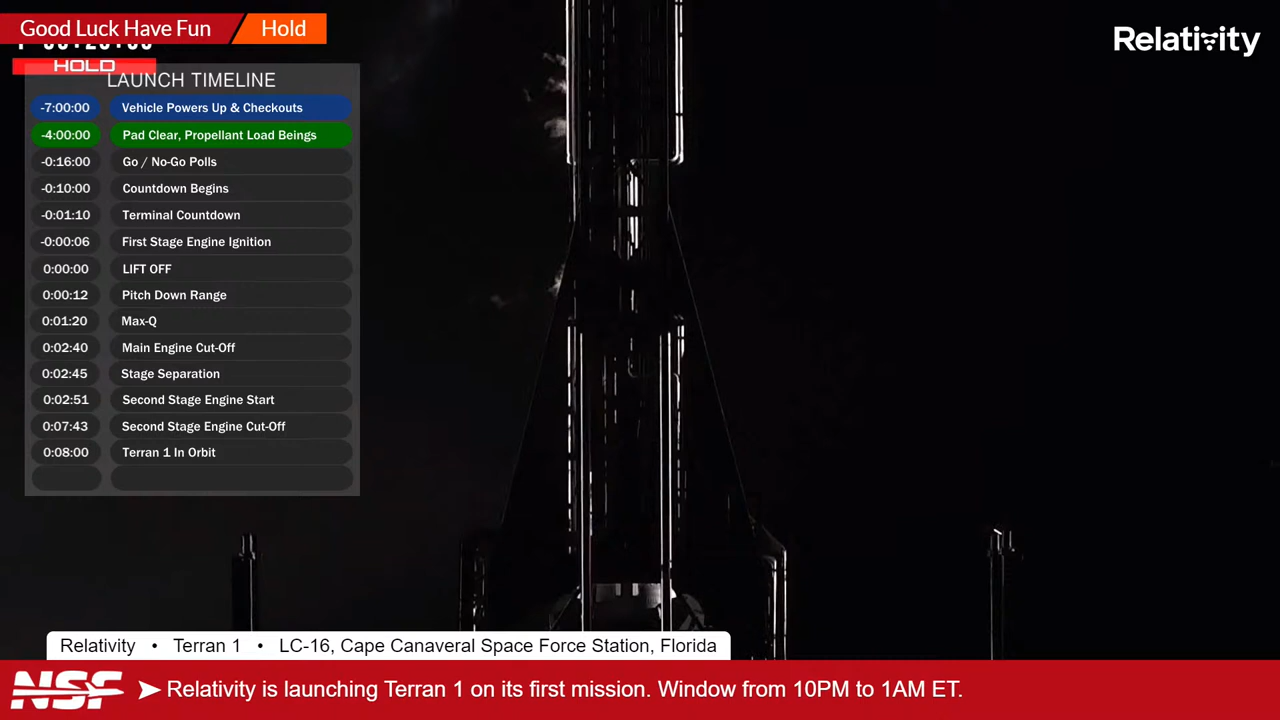 Good Luck Have Fun
Hold
HOLD
Relativity
LAUNCH TIMELINE
-7:00:00 Vehicle Powers Up & Checkouts
-4:00:00 Pad Clear, Propellant Load Beings
-0:16:00 Go / No-Go Polls
-0:10:00 Countdown Begins
-0:01:10 Terminal Countdown
-0:00:06 First Stage Engine Ignition
0:00:00 LIFT OFF
0:00:12 Pitch Down Range
0:01:20 Max-Q
0:02:40 Main Engine Cut-Off
0:02:45 Stage Separation
0:02:51 Second Stage Engine Start
0:07:43 Second Stage Engine Cut-Off
0:08:00 Terran 1 In Orbit
Relativity • Terran 1 • LC-16, Cape Canaveral Space Force Station, Florida
NSF ➤ Relativity is launching Terran 1 on its first mission. Window from 10PM to 1AM ET.